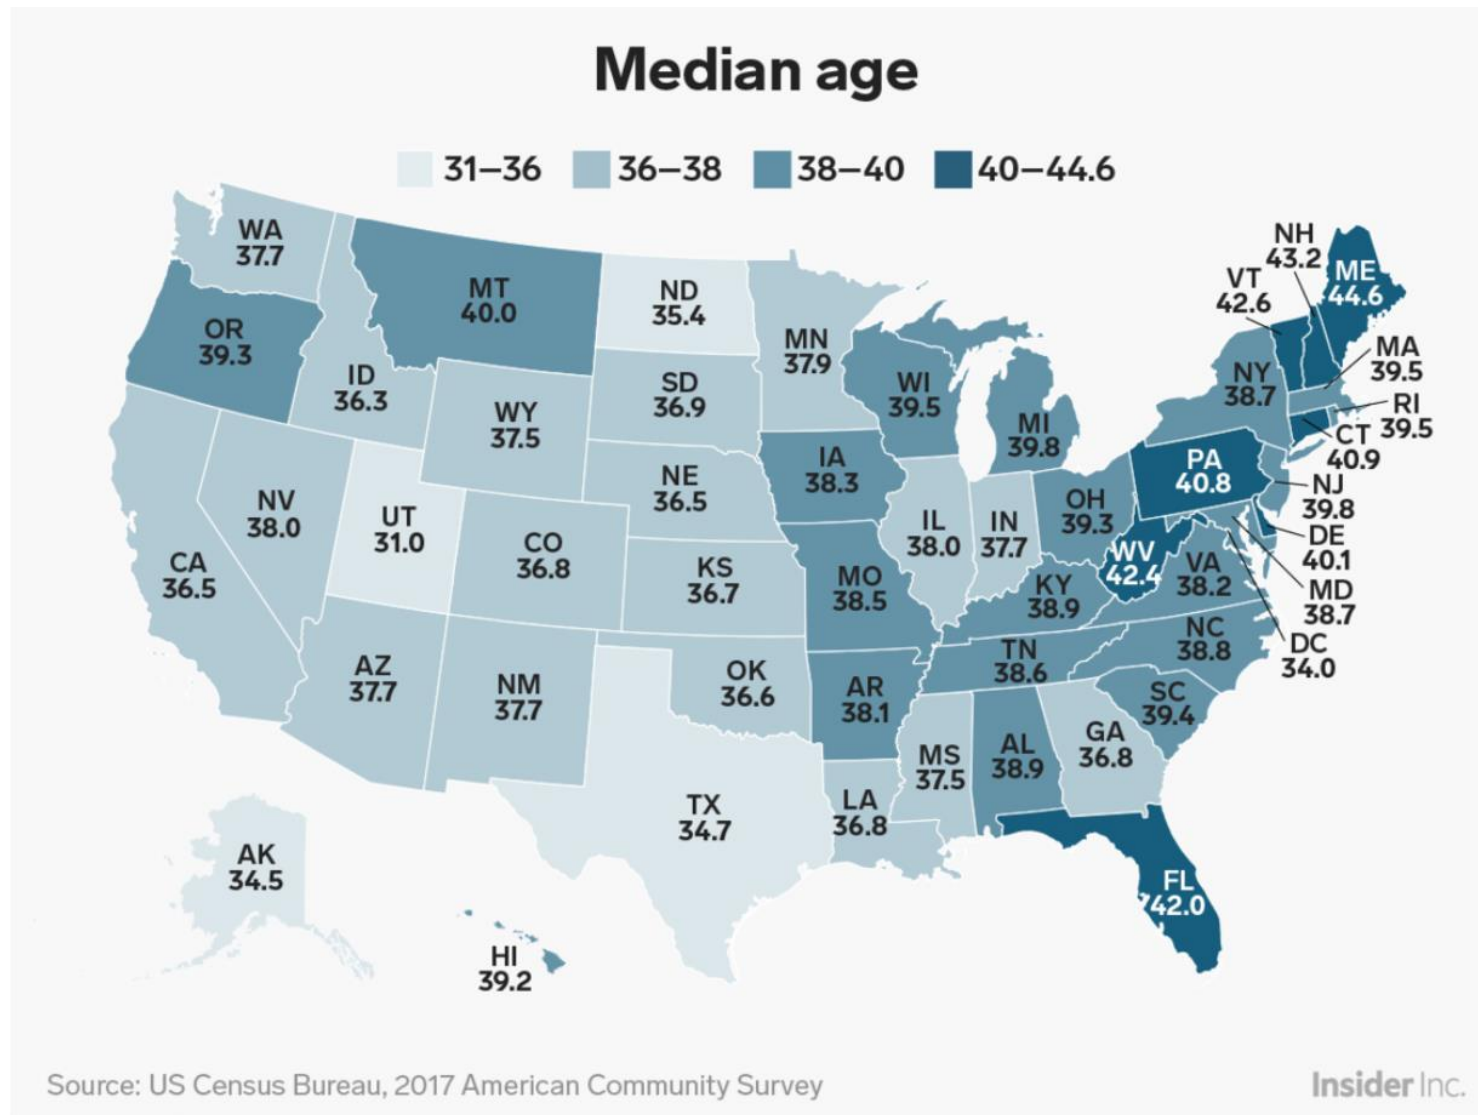 Median age
31–36
36–38
38–40
40–44.6
WA
37.7
OR
39.3
CA
36.5
NV
38.0
ID
36.3
MT
40.0
WY
37.5
UT
31.0
AZ
37.7
CO
36.8
NM
37.7
ND
35.4
SD
36.9
NE
36.5
KS
36.7
OK
36.6
TX
34.7
MN
37.9
IA
38.3
MO
38.5
AR
38.1
LA
36.8
WI
39.5
IL
38.0
IN
37.7
MI
39.8
OH
39.3
KY
38.9
TN
38.6
MS
37.5
AL
38.9
GA
36.8
FL
42.0
SC
39.4
NC
38.8
VA
38.2
WV
42.4
PA
40.8
NY
38.7
VT
42.6
NH
43.2
ME
44.6
MA
39.5
RI
39.5
CT
40.9
NJ
39.8
DE
40.1
MD
38.7
DC
34.0
AK
34.5
HI
39.2
Source: US Census Bureau, 2017 American Community Survey
Insider Inc.